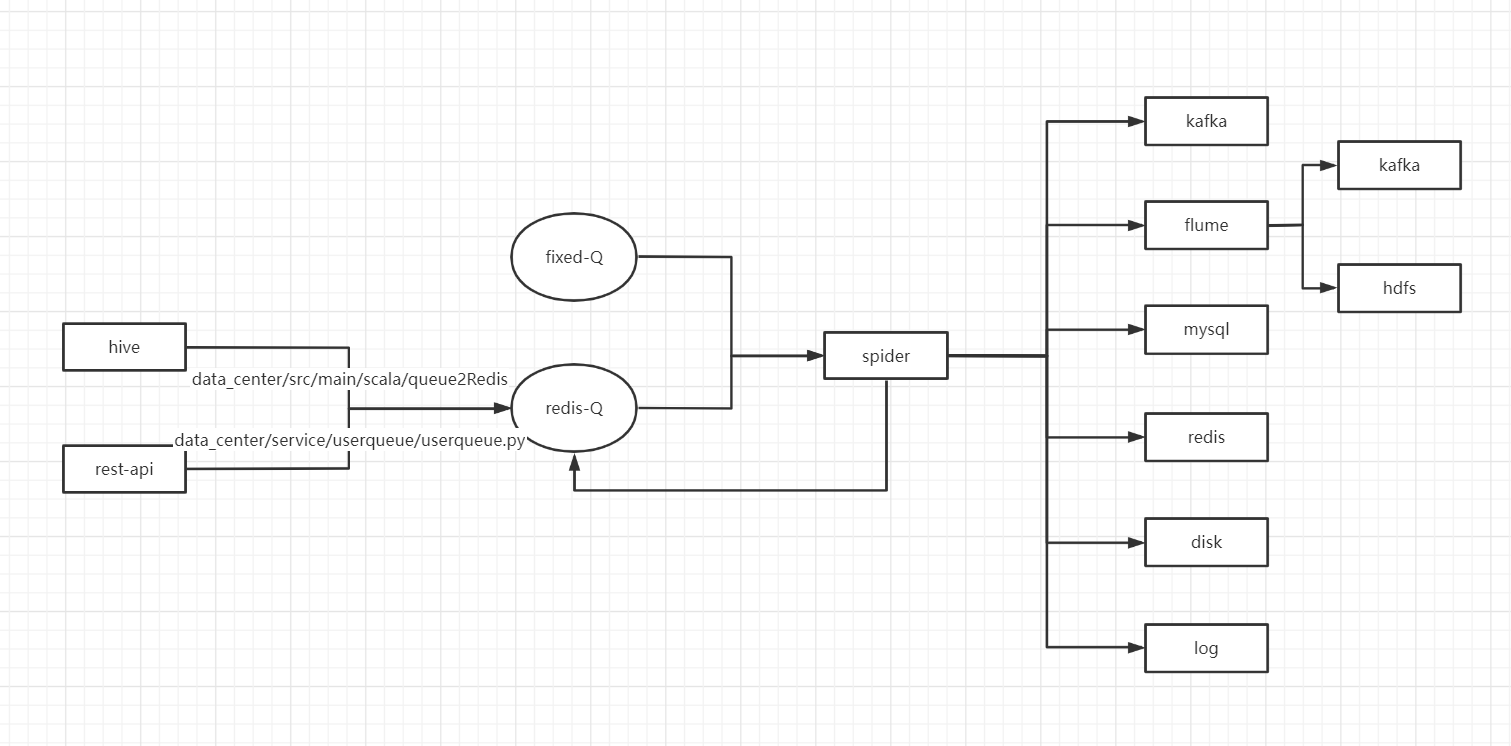 kafka
kafka
flume
fixed-Q
hdfs
mysql
hive
spider
data_center/src/main/scala/queue2Redis
redis-Q
data_center/service/userqueue/userqueue.py
redis
rest-api
disk
log